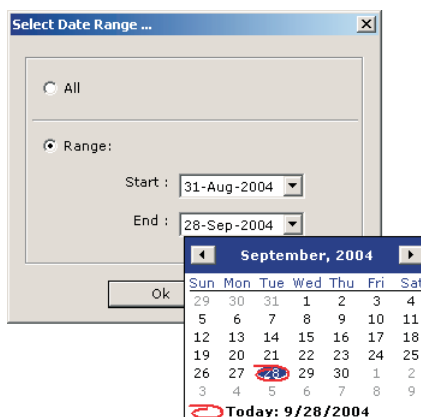 Select Date Range ...
All
Range:
Start : 31-Aug-2004
End : 28-Sep-2004
September, 2004
Sun Mon Tue Wed Thu Fri Sat
29 30 31 1 2 3 4
5 6 7 8 9 10 11
12 13 14 15 16 17 18
19 20 21 22 23 24 25
26 27 28 29 30 1 2
3 4 5 6 7 8 9
Today: 9/28/2004
Ok